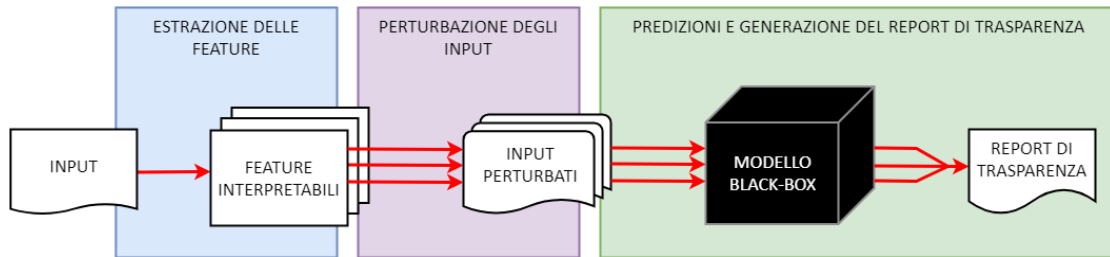 ESTRAZIONE DELLE
FEATURE
PERTURBAZIONE DEGLI
INPUT
PREDIZIONI E GENERAZIONE DEL REPORT DI TRASPARENZA
INPUT
FEATURE
INTERPRETABILI
INPUT
PERTURBATI
MODELLO
BLACK-BOX
REPORT DI
TRASPARENZA